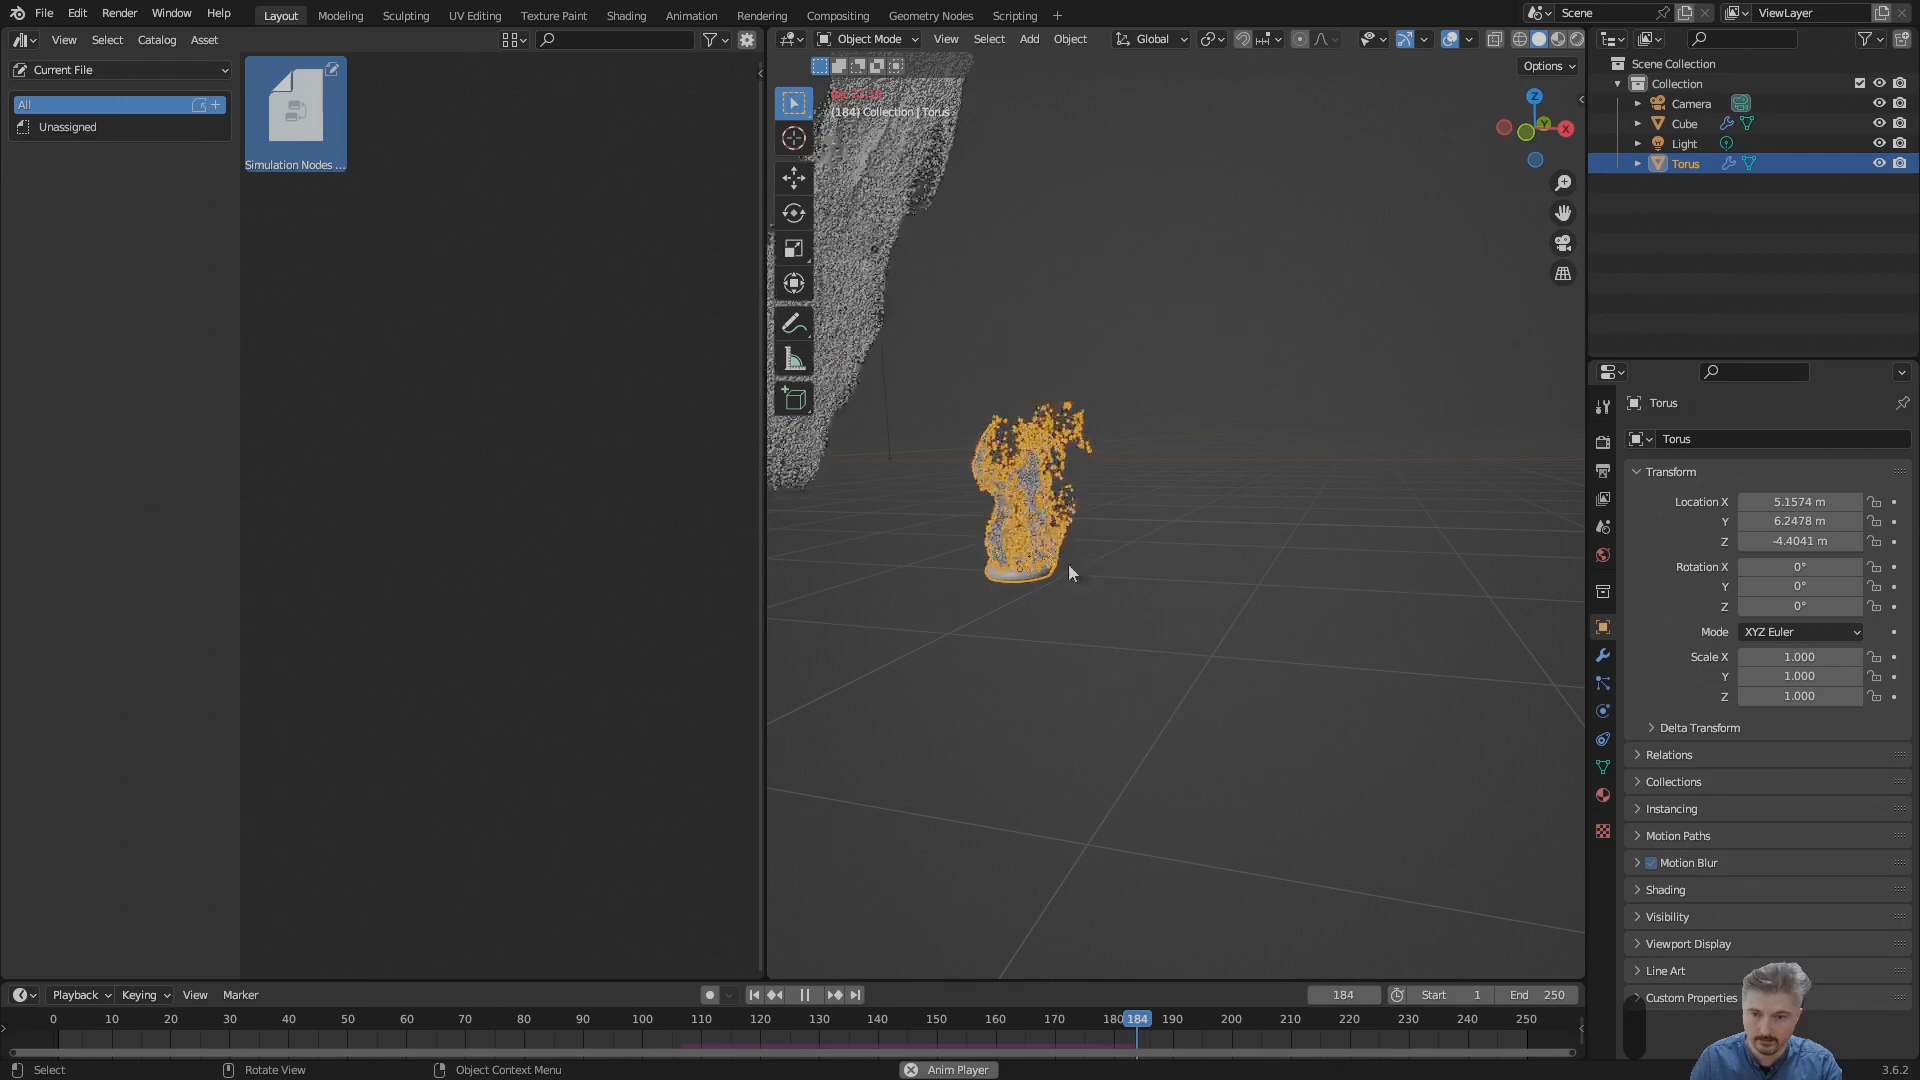 File Edit Render Window Help Layout Modeling Sculpting UV Editing Texture Paint Shading Animation Rendering Compositing Geometry Nodes Scripting + Scene ViewLayer
View Select Catalog Asset
Object Mode View Select Add Object Global
Current File
All
Unassigned
Simulation Nodes ...
Options
(184) Collection | Torus
Z
Y
X
Scene Collection
Collection
Camera
Cube
Light
Torus
Torus
Torus
Transform
Location X 5.1574 m
Y 6.2478 m
Z -4.4041 m
Rotation X 0°
Y 0°
Z 0°
Mode XYZ Euler
Scale X 1.000
Y 1.000
Z 1.000
Delta Transform
Relations
Collections
Instancing
Motion Paths
Motion Blur
Shading
Visibility
Viewport Display
Line Art
Custom Properties
Playback Keying View Marker 184 Start 1 End 250
0 10 20 30 40 50 60 70 80 90 100 110 120 130 140 150 160 170 180 184 190 200 210 220 230 240 250
Select Rotate View Object Context Menu Anim Player 3.6.2